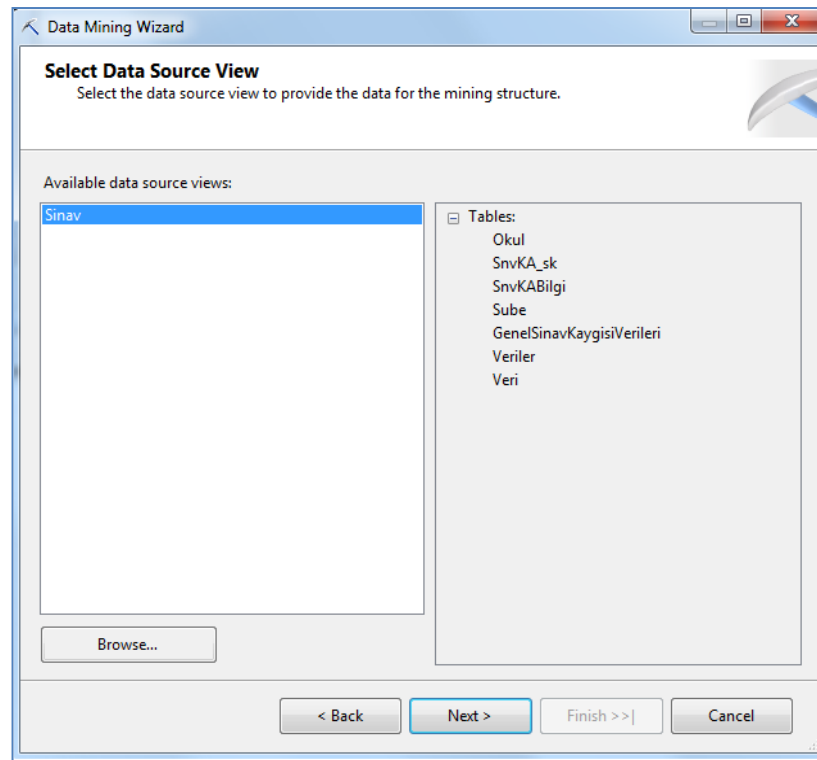 Data Mining Wizard
Select Data Source View
Select the data source view to provide the data for the mining structure.
Available data source views:
Sinav
Tables:
Okul
SnvKA_sk
SnvKABilgi
Sube
GenelSinavKaygisiVerileri
Veriler
Veri
Browse...
< Back
Next >
Finish >>|
Cancel